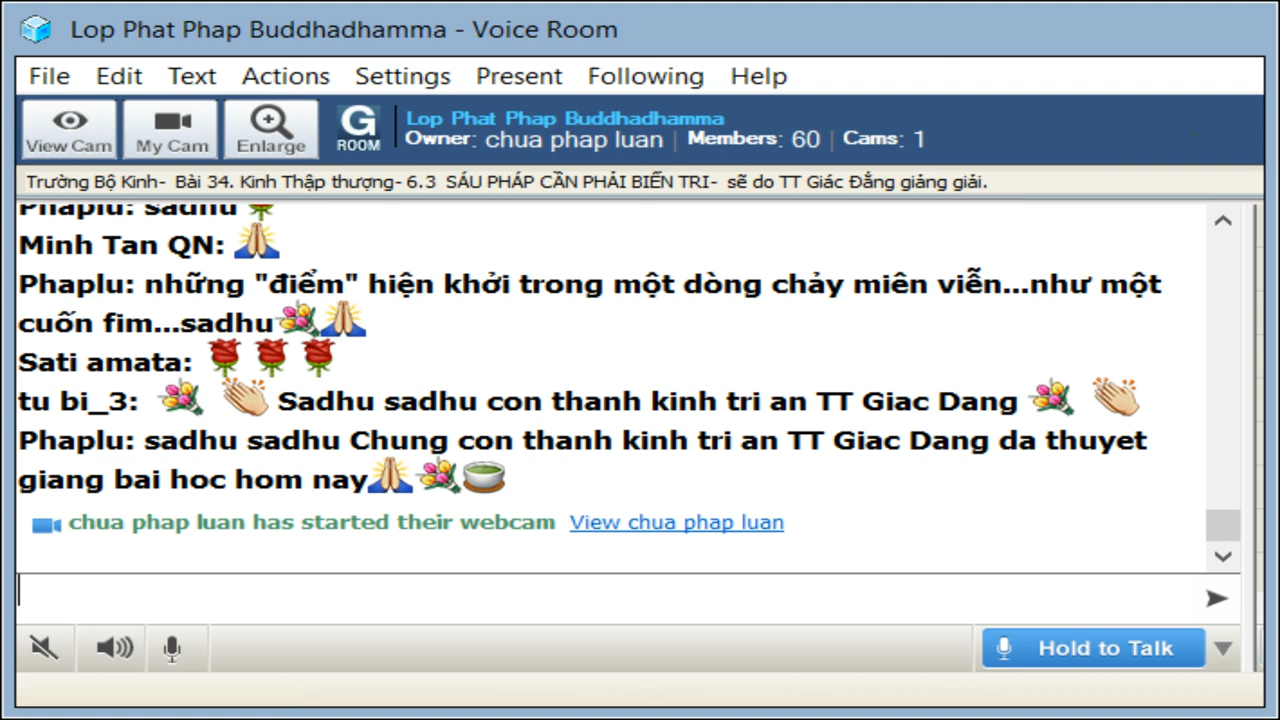 Lop Phat Phap Buddhadhamma - Voice Room
File Edit Text Actions Settings Present Following Help
View Cam My Cam Enlarge G ROOM
Lop Phat Phap Buddhadhamma
Owner: chua phap luan | Members: 60 | Cams: 1
Trường Bộ Kinh- Bài 34. Kinh Thập thượng- 6.3 SÁU PHÁP CẦN PHẢI BIẾN TRI- sẽ do TT Giác Đẳng giảng giải.
Phaplu: sadhu
Minh Tan QN:
Phaplu: những "điểm" hiện khởi trong một dòng chảy miên viễn...như một
cuốn fim...sadhu
Sati amata:
tu bi_3: Sadhu sadhu con thanh kinh tri an TT Giac Dang
Phaplu: sadhu sadhu Chung con thanh kinh tri an TT Giac Dang da thuyet
giang bai hoc hom nay
chua phap luan has started their webcam View chua phap luan
Hold to Talk